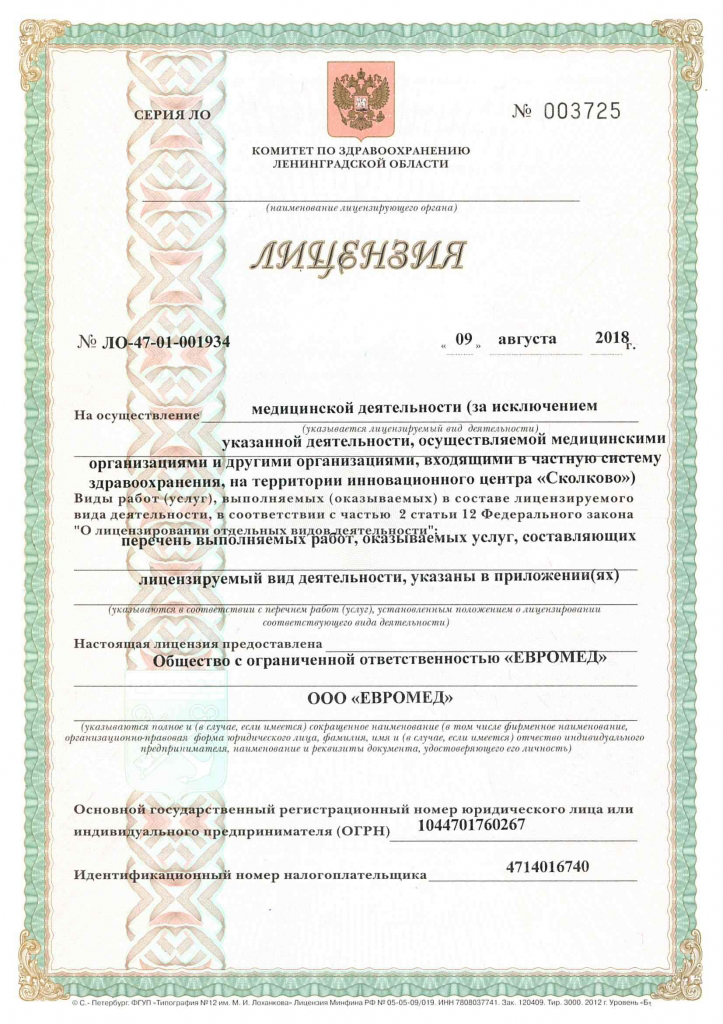 СЕРИЯ ЛО
№ 003725
КОМИТЕТ ПО ЗДРАВООХРАНЕНИЮ
ЛЕНИНГРАДСКОЙ ОБЛАСТИ
(наименование лицензирующего органа)
ЛИЦЕНЗИЯ
№ ЛО-47-01-001934 « 09 » августа 2018 г.
На осуществление медицинской деятельности (за исключением
(указывается лицензируемый вид деятельности)
указанной деятельности, осуществляемой медицинскими
организациями и другими организациями, входящими в частную систему
здравоохранения, на территории инновационного центра «Сколково»)
Виды работ (услуг), выполняемых (оказываемых) в составе лицензируемого
вида деятельности, в соответствии с частью 2 статьи 12 Федерального закона
"О лицензировании отдельных видов деятельности":
перечень выполняемых работ, оказываемых услуг, составляющих
лицензируемый вид деятельности, указаны в приложении(ях)
(указываются в соответствии с перечнем работ (услуг), установленным положением о лицензировании
соответствующего вида деятельности)
Настоящая лицензия предоставлена
Общество с ограниченной ответственностью «ЕВРОМЕД»
ООО «ЕВРОМЕД»
(указываются полное и (в случае, если имеется) сокращенное наименование (в том числе фирменное наименование,
организационно-правовая форма юридического лица, фамилия, имя и (в случае, если имеется) отчество индивидуального
предпринимателя, наименование и реквизиты документа, удостоверяющего его личность)
Основной государственный регистрационный номер юридического лица или
индивидуального предпринимателя (ОГРН) 1044701760267
Идентификационный номер налогоплательщика 4714016740
© С.- Петербург. ФГУП «Типография №12 им. М. И. Лоханкова» Лицензия Минфина РФ № 05-05-09/019. ИНН 7808037741. Зак. 120409. Тир. 3000. 2012 г. Уровень «Б»